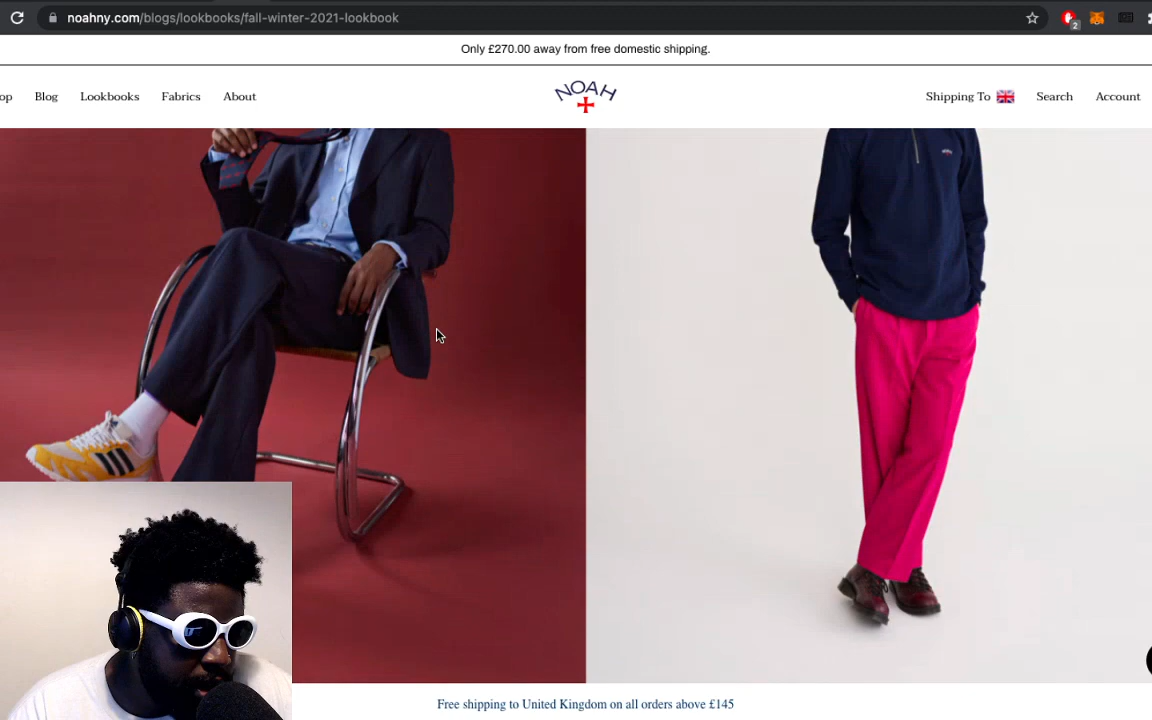 noahny.com/blogs/lookbooks/fall-winter-2021-lookbook
2
Only £270.00 away from free domestic shipping.
op Blog Lookbooks Fabrics About
NOAH
Shipping To Search Account
Free shipping to United Kingdom on all orders above £145